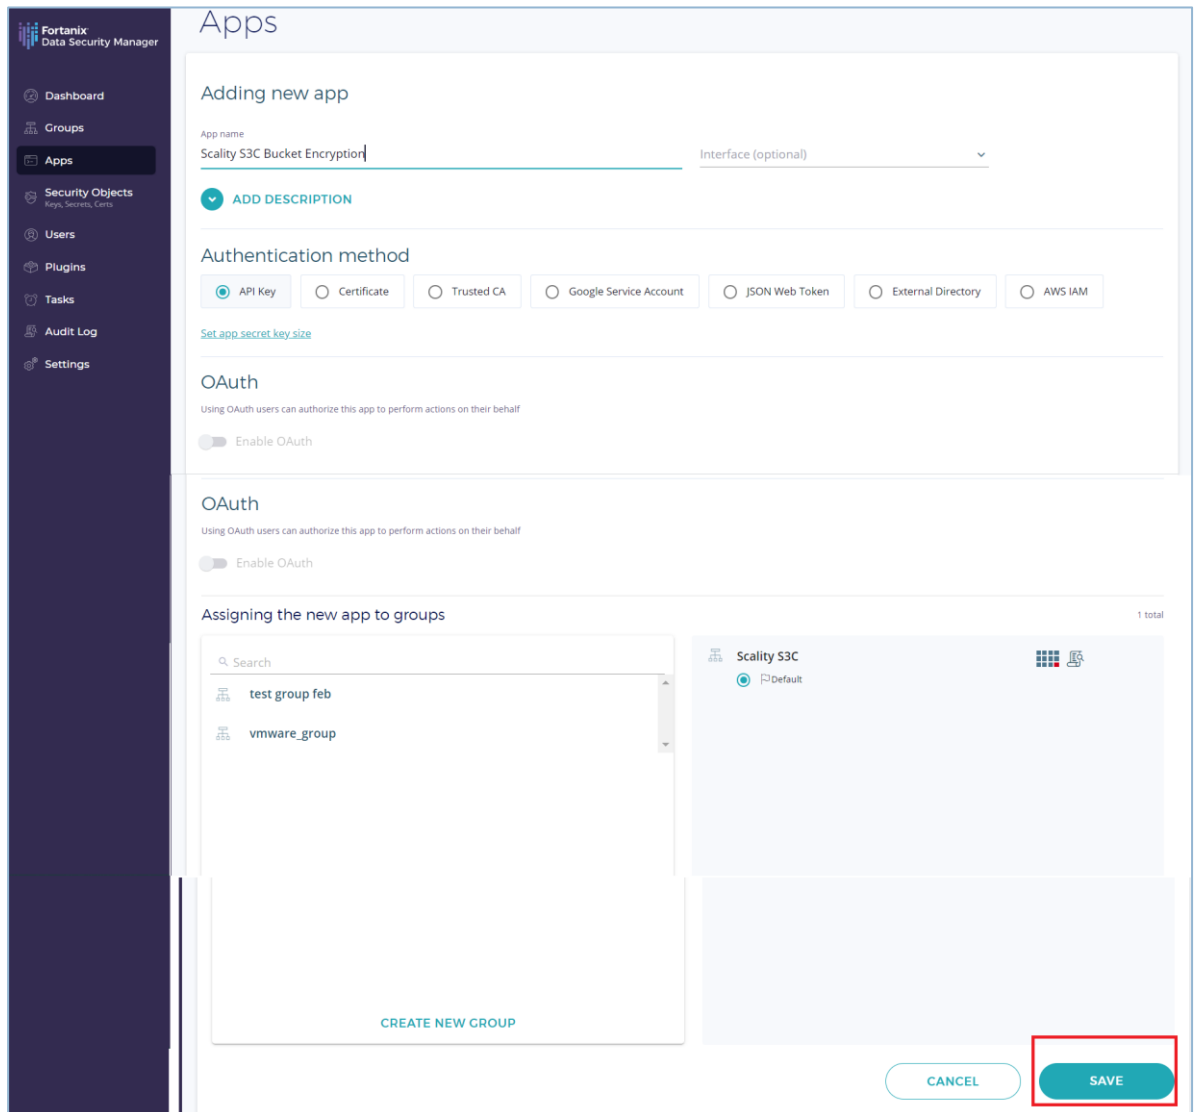 Fortanix
Data Security Manager
Dashboard
Groups
Apps
Security Objects
Keys, Secrets, Certs
Users
Plugins
Tasks
Audit Log
Settings
Apps
Adding new app
App name
Scality S3C Bucket Encryption
Interface (optional)
ADD DESCRIPTION
Authentication method
API Key Certificate Trusted CA Google Service Account JSON Web Token External Directory AWS IAM
Set app secret key size
OAuth
Using OAuth users can authorize this app to perform actions on their behalf
Enable OAuth
OAuth
Using OAuth users can authorize this app to perform actions on their behalf
Enable OAuth
Assigning the new app to groups
1 total
Search
test group feb
vmware_group
Scality S3C
Default
CREATE NEW GROUP
CANCEL
SAVE